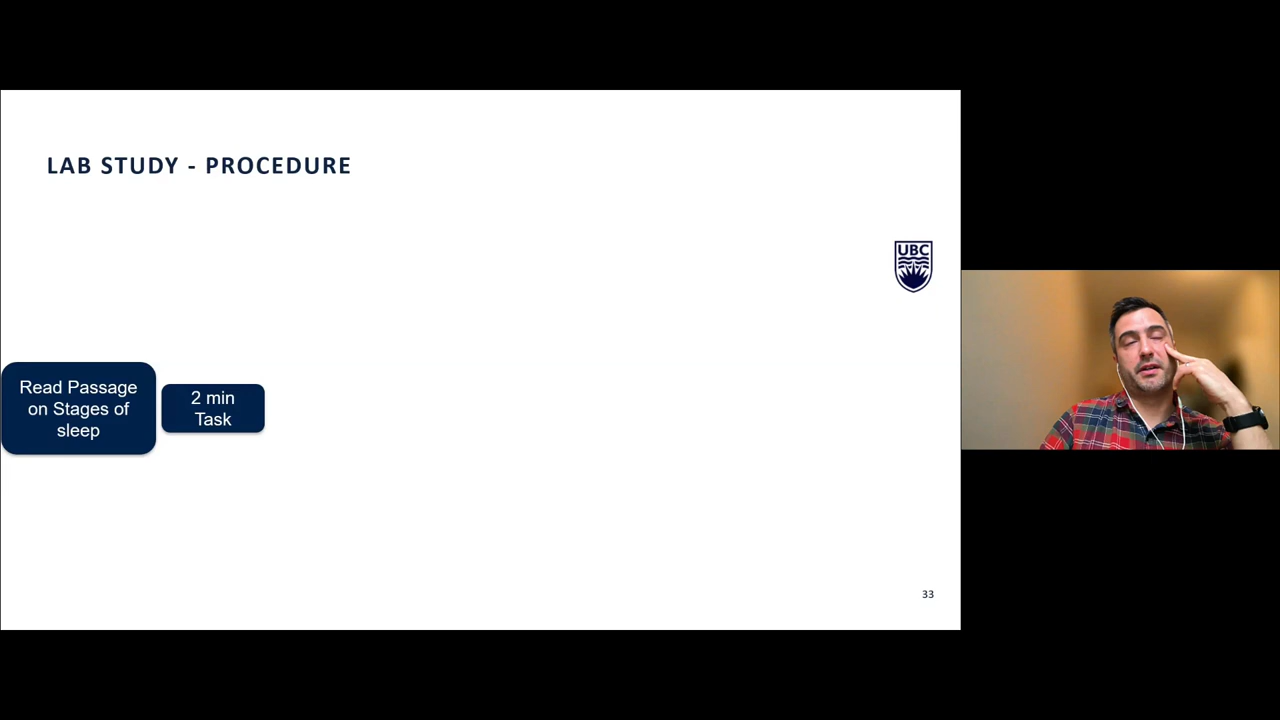 LAB STUDY - PROCEDURE
UBC
Read Passage
on Stages of
sleep
2 min
Task
33